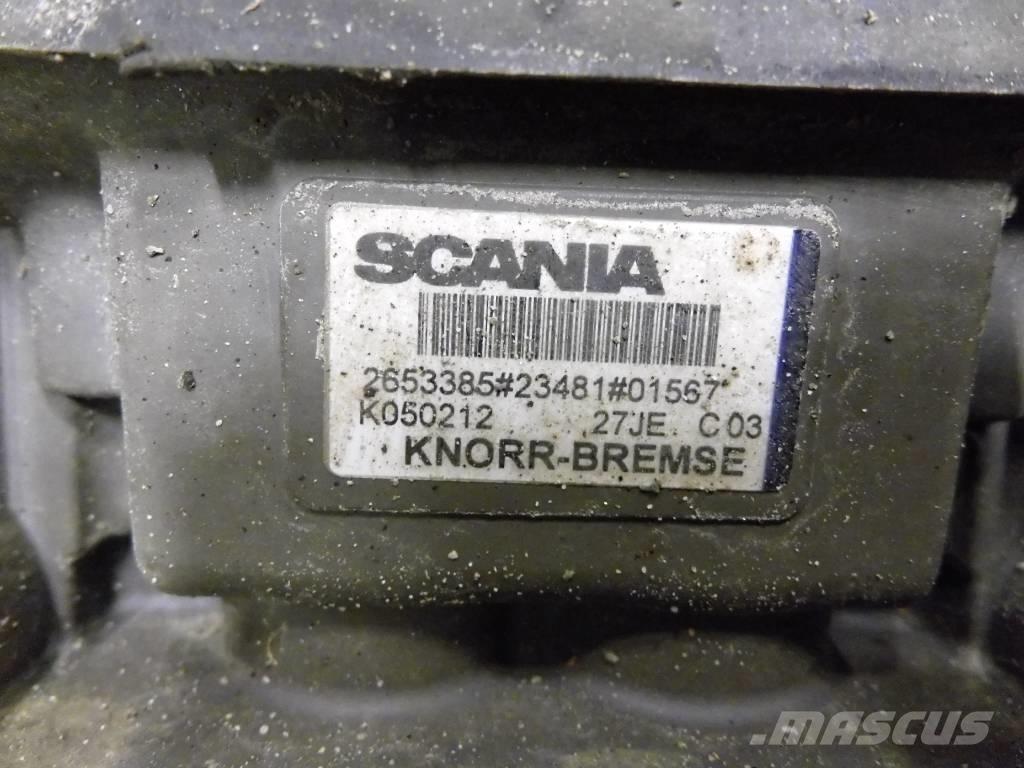 SCANIA
2653385#23481#01567
K050212 27JE C03
KNORR-BREMSE
MASCUS